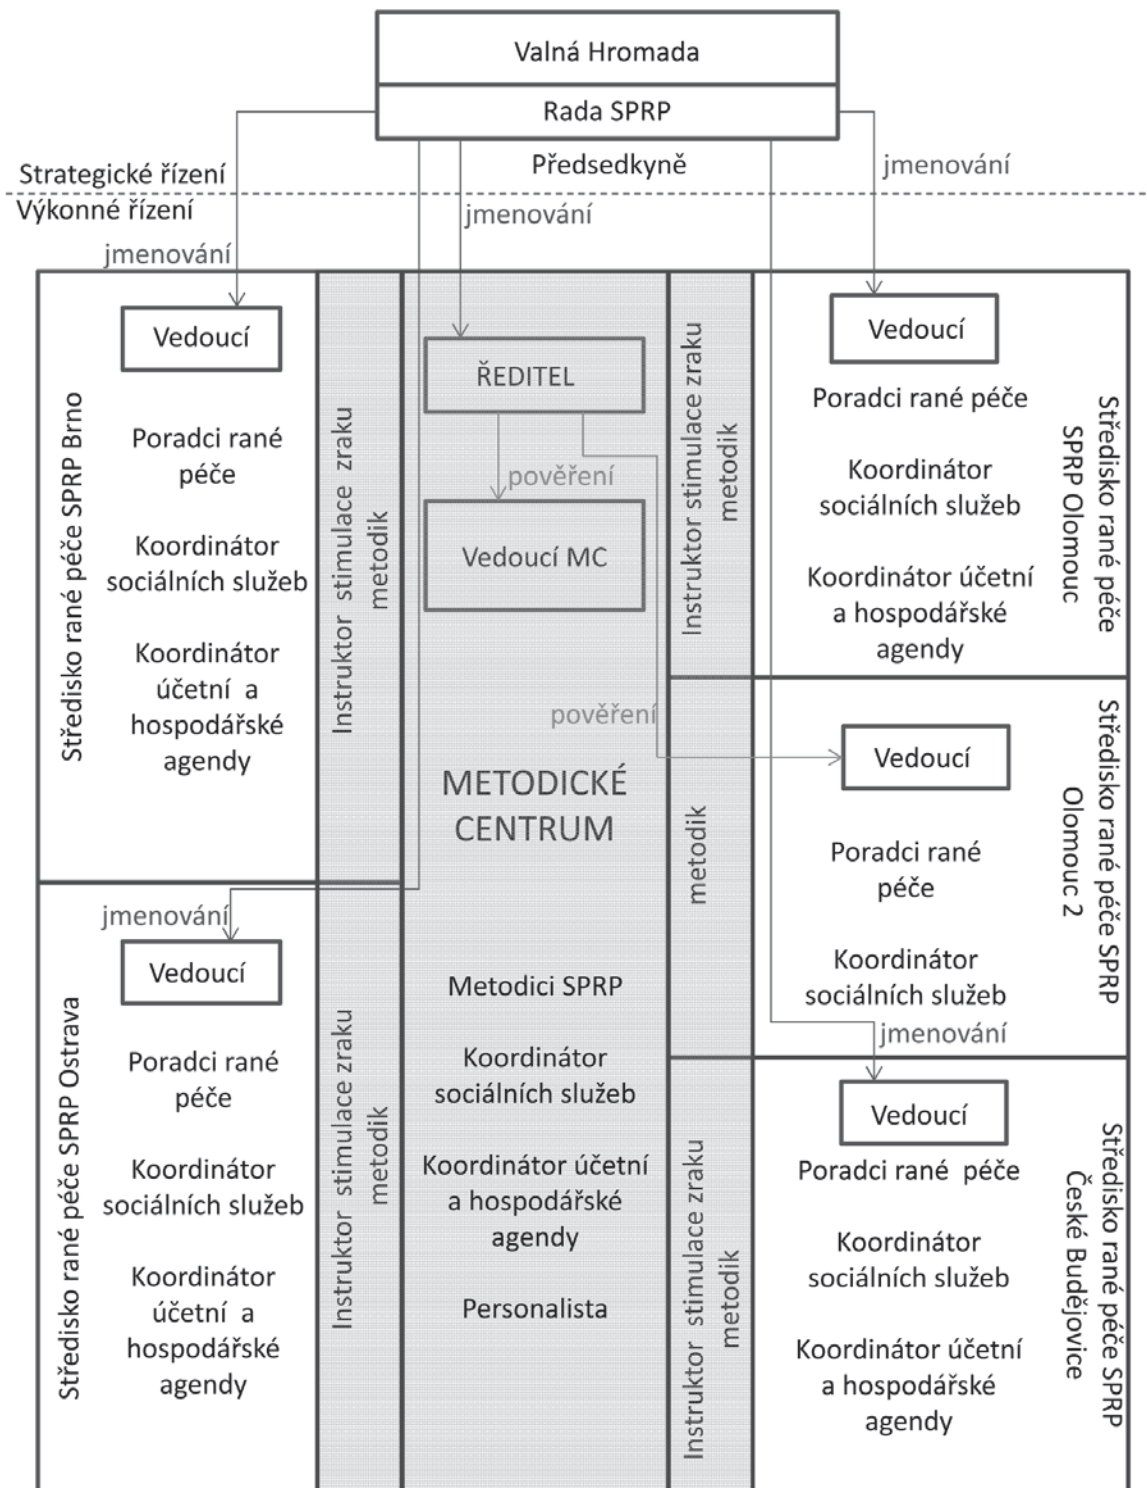 Valná Hromada
Rada SPRP
Předsedkyně
jmenování
Strategické řízení
Výkonné řízení
jmenování
jmenování
Středisko rané péče SPRP Brno
Vedoucí
Poradci rané
péče
Koordinátor
sociálních služeb
Koordinátor
účetní a
hospodářské
agendy
Instruktor stimulace zraku
metodik
Středisko rané péče SPRP Ostrava
jmenování
Vedoucí
Poradci rané
péče
Koordinátor
sociálních služeb
Koordinátor
účetní a
hospodářské
agendy
Instruktor stimulace zraku
metodik
ŘEDITEL
pověření
Vedoucí MC
pověření
METODICKÉ
CENTRUM
Metodici SPRP
Koordinátor
sociálních služeb
Koordinátor účetní
a hospodářské
agendy
Personalista
Instruktor stimulace zraku
metodik
Vedoucí
Poradci rané péče
Koordinátor
sociálních služeb
Koordinátor účetní
a hospodářské
agendy
Středisko rané péče
SPRP Olomouc
metodik
Vedoucí
Poradci rané
péče
Koordinátor
sociálních služeb
Středisko rané péče SPRP
Olomouc 2
jmenování
Instruktor stimulace zraku
metodik
Vedoucí
Poradci rané péče
Koordinátor
sociálních služeb
Koordinátor účetní
a hospodářské
agendy
Středisko rané péče SPRP
České Budějovice